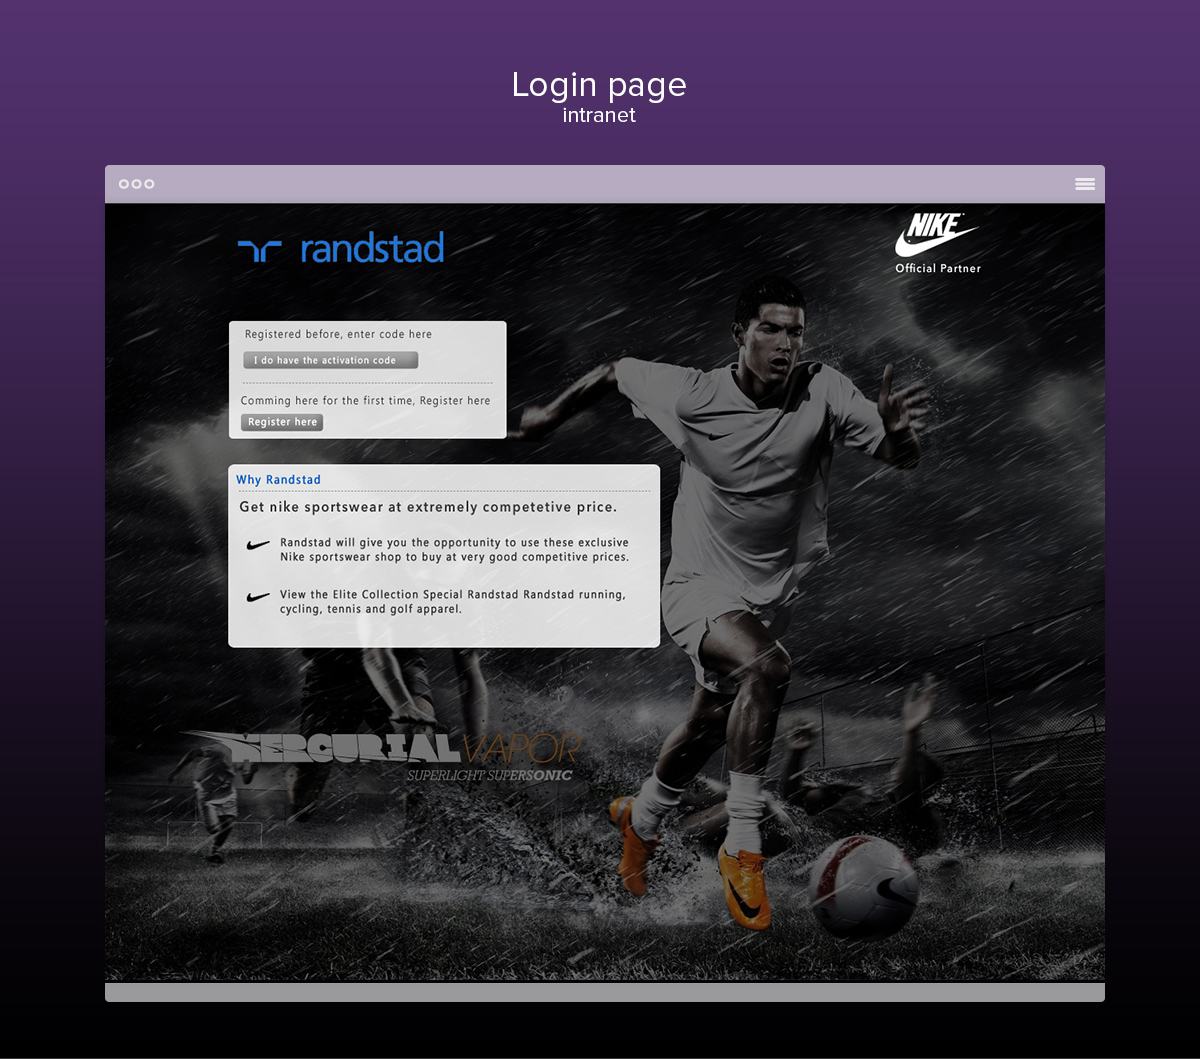 Login page
intranet
randstad
NIKE
Official Partner
Registered before, enter code here
I do have the activation code
Comming here for the first time, Register here
Register here
Why Randstad
Get nike sportswear at extremely competetive price.
Randstad will give you the opportunity to use these exclusive
Nike sportswear shop to buy at very good competitive prices.
View the Elite Collection Special Randstad Randstad running,
cycling, tennis and golf apparel.
MERCURIAL VAPOR
SUPERLIGHT SUPERSONIC